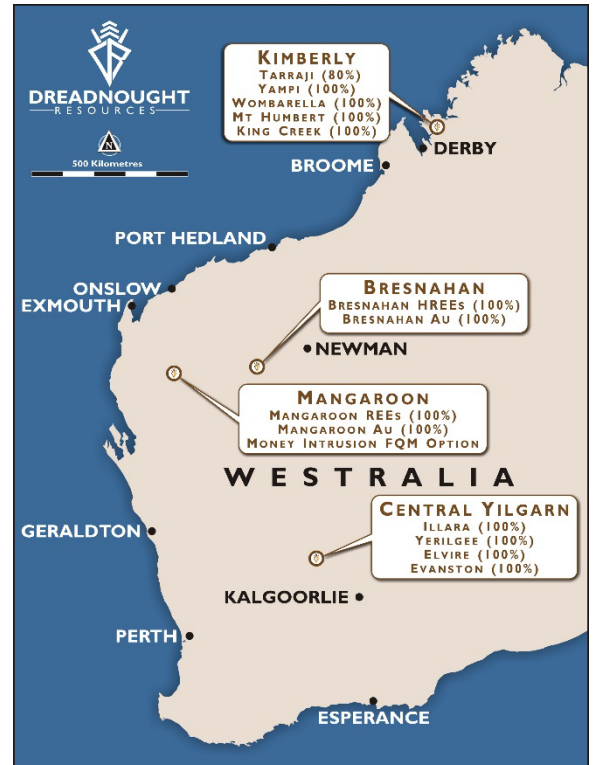 DREADNOUGHT
RESOURCES
N
500 Kilometres
KIMBERLY
TARRAJI (80%)
YAMPI (100%)
WOMBARELLA (100%)
MT HUMBERT (100%)
KING CREEK (100%)
DERBY
BROOME
PORT HEDLAND
ONSLOW
EXMOUTH
BRESNAHAN
BRESNAHAN HREES (100%)
BRESNAHAN AU (100%)
NEWMAN
MANGAROON
MANGAROON REES (100%)
MANGAROON AU (100%)
MONEY INTRUSION FQM OPTION
WESTRALIA
CENTRAL YILGARN
ILLARA (100%)
YERILGEE (100%)
ELVIRE (100%)
EVANSTON (100%)
GERALDTON
KALGOORLIE
PERTH
ESPERANCE